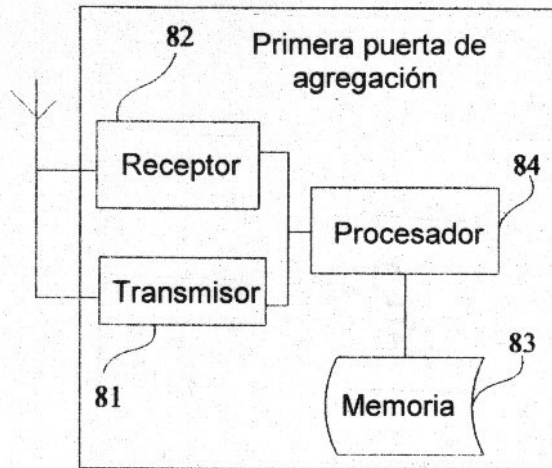 82
Primera puerta de
agregación
Receptor
84
Procesador
Transmisor
81
83
Memoria